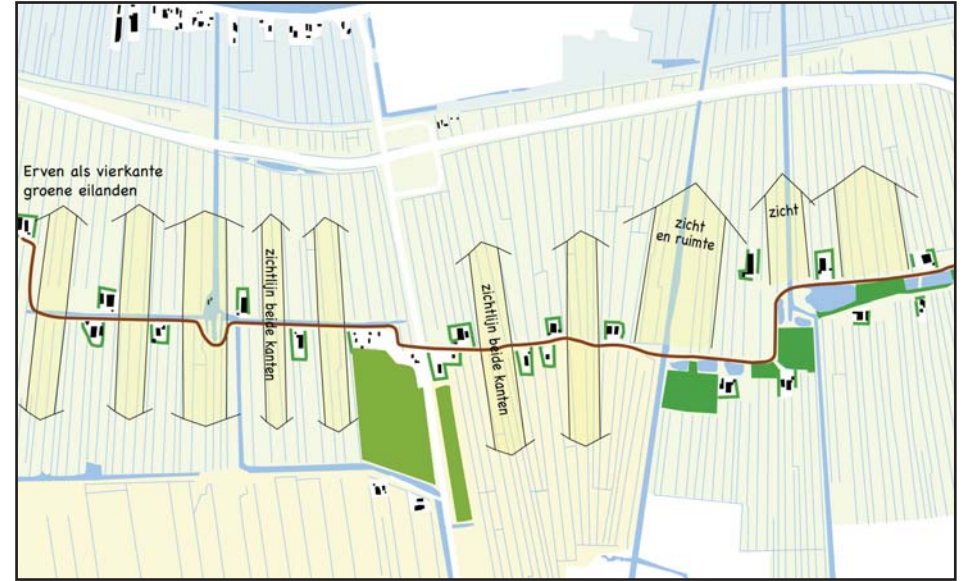 Erven als vierkante
groene eilanden
zichtlijn beide kanten
zichtlijn beide kanten
zicht
en ruimte
zicht